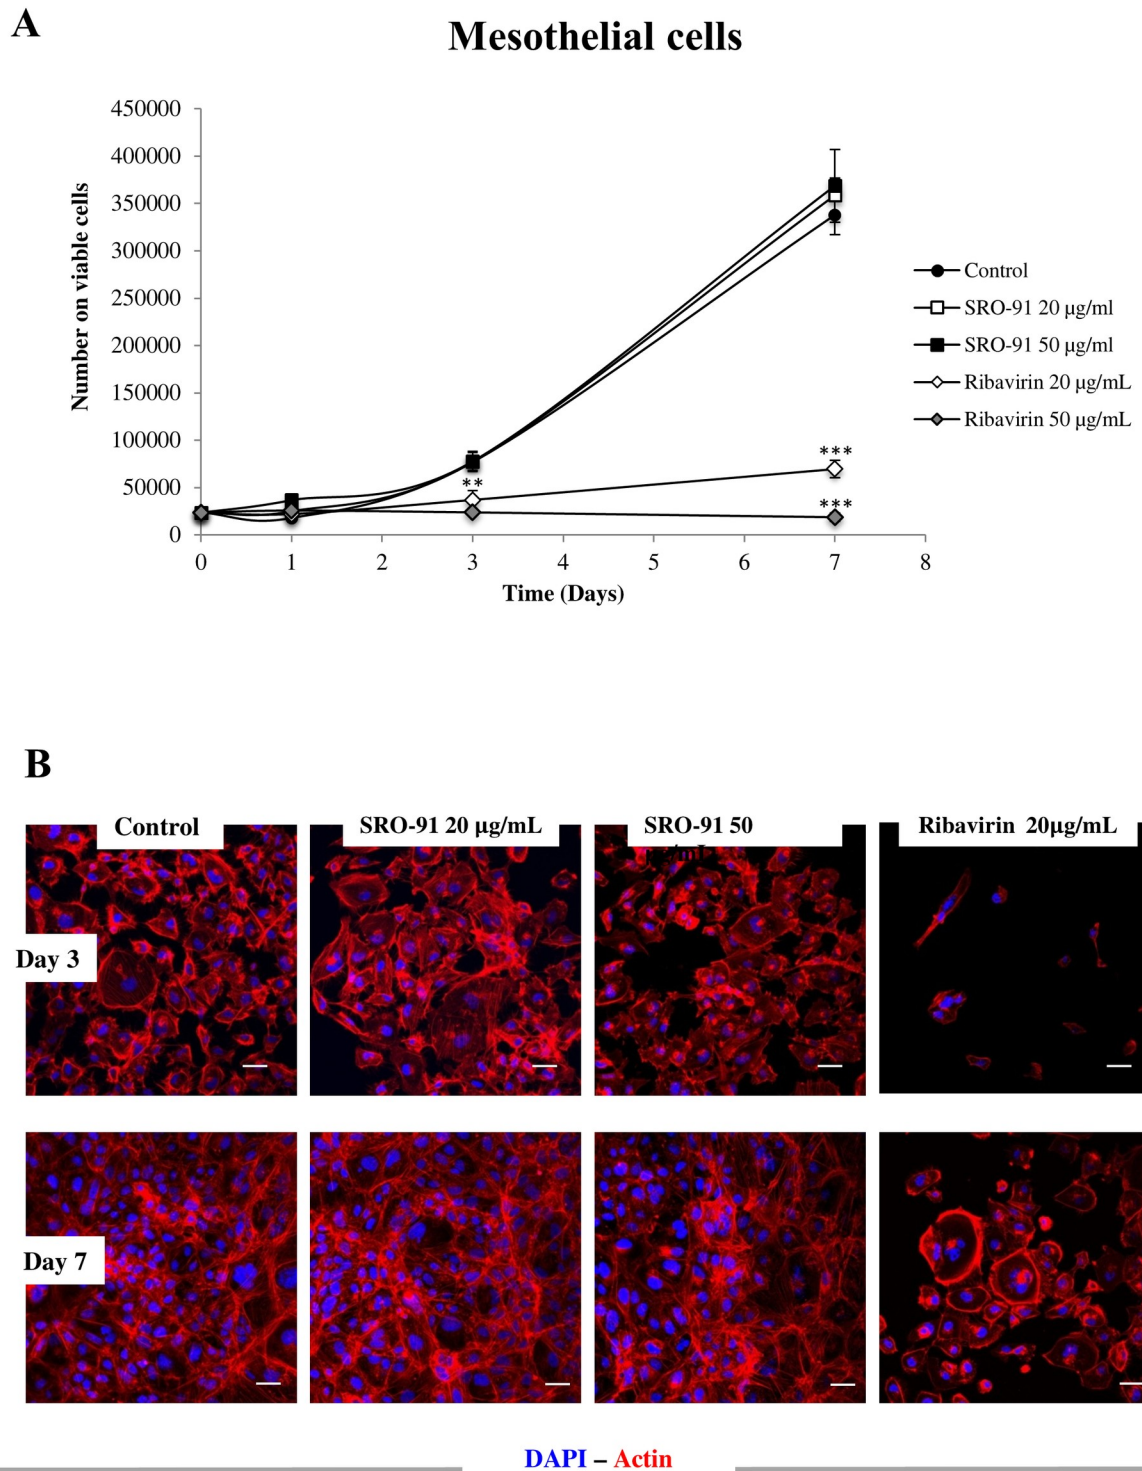 A
Mesothelial cells
450000
400000
350000
300000
250000
200000
150000
100000
50000
0
Number on viable cells
0 1 2 3 4 5 6 7 8
Time (Days)
**
***
***
Control
SRO-91 20 µg/ml
SRO-91 50 µg/ml
Ribavirin 20 µg/mL
Ribavirin 50 µg/mL
B
Control
SRO-91 20 µg/mL
SRO-91 50
Ribavirin 20µg/mL
Day 3
Day 7
DAPI – Actin